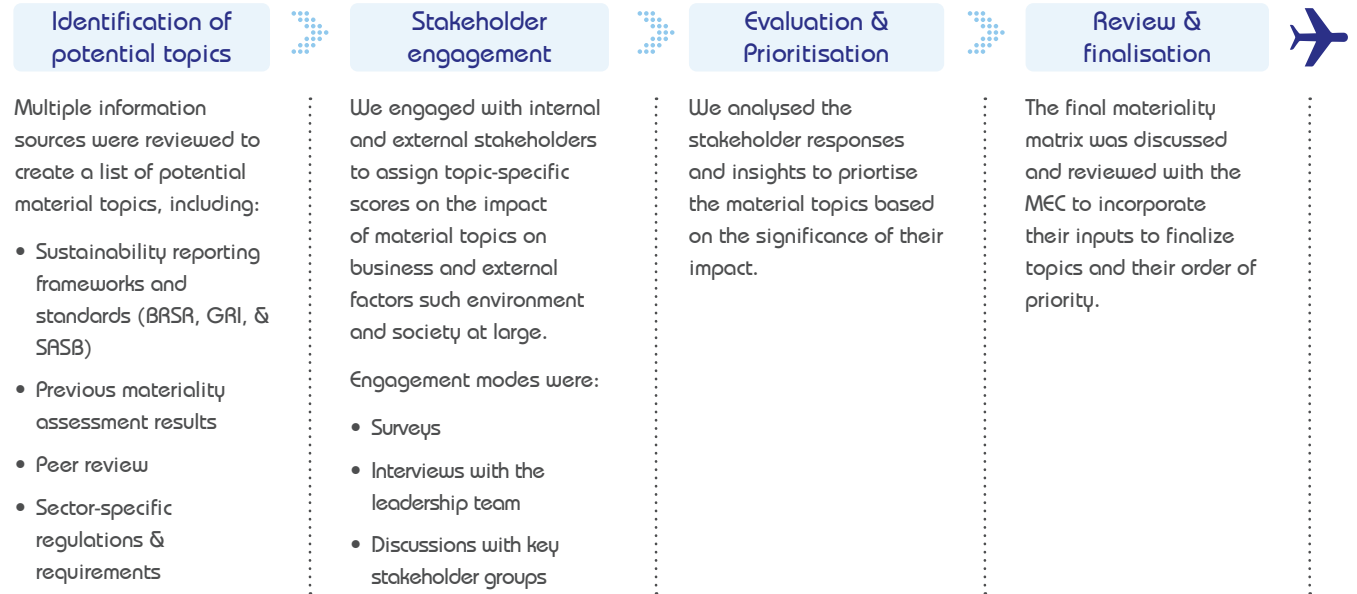 Identification of
potential topics
Multiple information
sources were reviewed to
create a list of potential
material topics, including:
• Sustainability reporting
frameworks and
standards (BRSR, GRI, &
SASB)
• Previous materiality
assessment results
• Peer review
• Sector-specific
regulations &
requirements
Stakeholder
engagement
We engaged with internal
and external stakeholders
to assign topic-specific
scores on the impact
of material topics on
business and external
factors such environment
and society at large.
Engagement modes were:
• Surveys
• Interviews with the
leadership team
• Discussions with key
stakeholder groups
Evaluation &
Prioritisation
We analysed the
stakeholder responses
and insights to priortise
the material topics based
on the significance of their
impact.
Review &
finalisation
The final materiality
matrix was discussed
and reviewed with the
MEC to incorporate
their inputs to finalize
topics and their order of
priority.